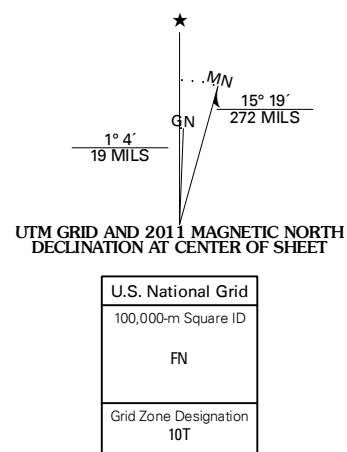 MN
15° 19´
272 MILS
GN
1° 4´
19 MILS
UTM GRID AND 2011 MAGNETIC NORTH
DECLINATION AT CENTER OF SHEET
U.S. National Grid
100,000-m Square ID
FN
Grid Zone Designation
10T